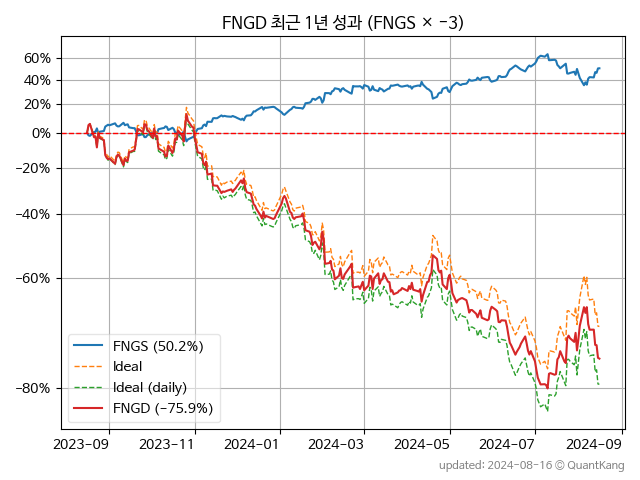 FNGD 최근 1년 성과 (FNGS × −3)
60%
40%
20%
0%
−20%
−40%
−60%
−80%
FNGS (50.2%)
Ideal
Ideal (daily)
FNGD (−75.9%)
2023−09
2023−11
2024−01
2024−03
2024−05
2024−07
2024−09
updated: 2024−08−16 © QuantKang